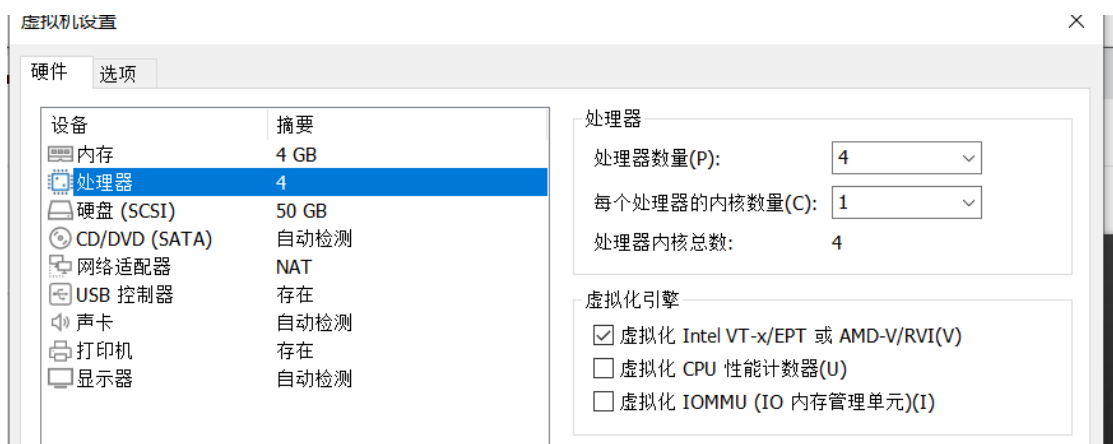 虚拟机设置
硬件
选项
设备 摘要
内存 4 GB
处理器 4
硬盘 (SCSI) 50 GB
CD/DVD (SATA) 自动检测
网络适配器 NAT
USB 控制器 存在
声卡 自动检测
打印机 存在
显示器 自动检测
处理器
处理器数量(P): 4
每个处理器的内核数量(C): 1
处理器内核总数: 4
虚拟化引擎
虚拟化 Intel VT-x/EPT 或 AMD-V/RVI(V)
虚拟化 CPU 性能计数器(U)
虚拟化 IOMMU (IO 内存管理单元)(I)